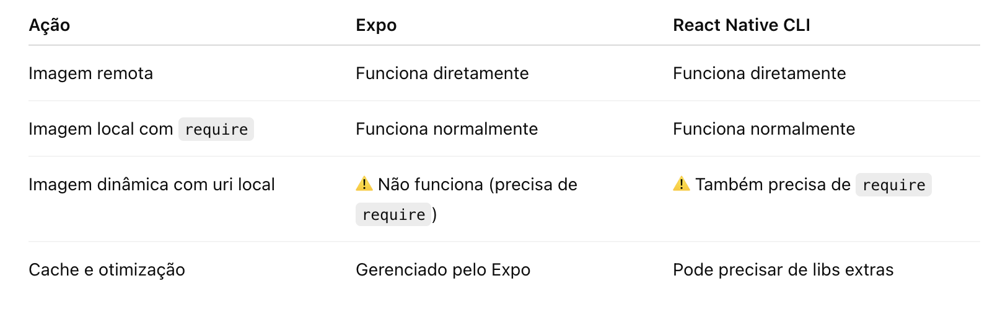 Ação Expo React Native CLI
Imagem remota Funciona diretamente Funciona diretamente
Imagem local com require Funciona normalmente Funciona normalmente
Imagem dinâmica com uri local ⚠️ Não funciona (precisa de ⚠️ Também precisa de require
require)
Cache e otimização Gerenciado pelo Expo Pode precisar de libs extras